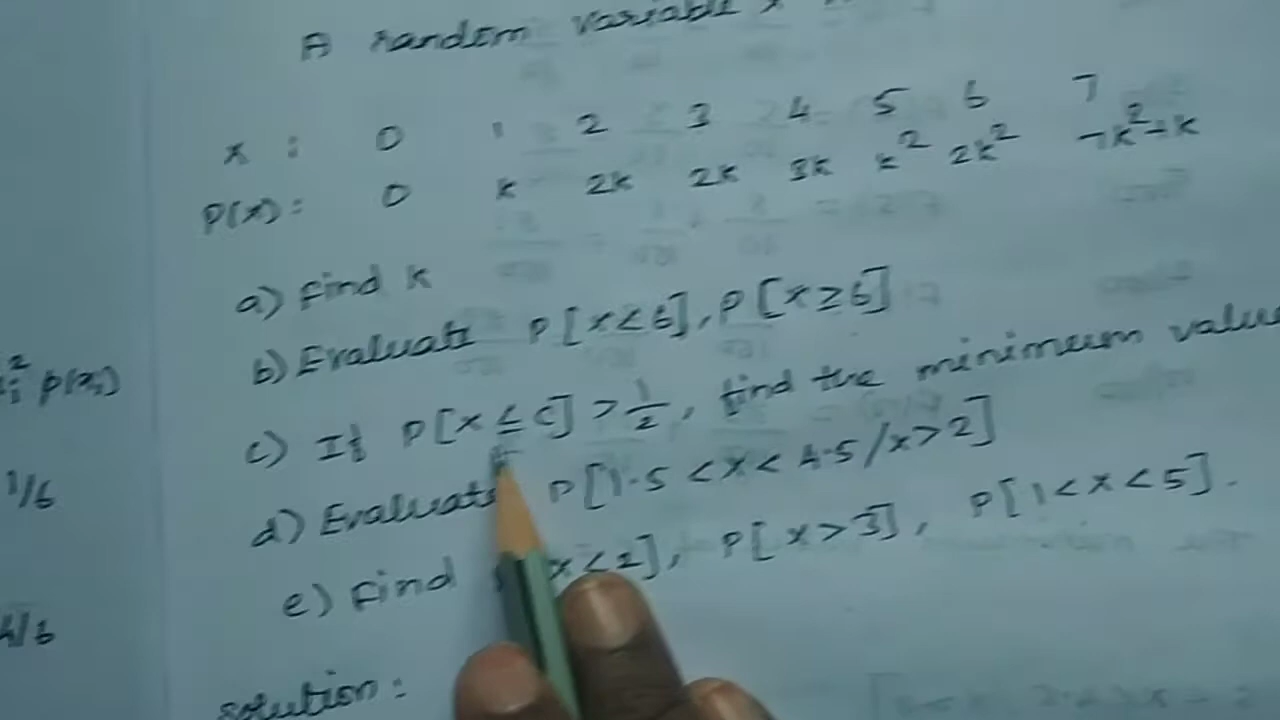 A random variable x
x : 0 1 2 3 4 5 6 7
P(x): 0 k 2k 2k 3k k² 2k² 7k²+k
a) Find k
b) Evaluate P[x<6], P[x≥6]
c) If P[x≤c] > 1/2, find the minimum value
d) Evaluate P[1.5 < x < 4.5 / x > 2]
e) Find x<2], P[x>3], P[1<x<5].
solution:
² p(xi)
1/6
4/6